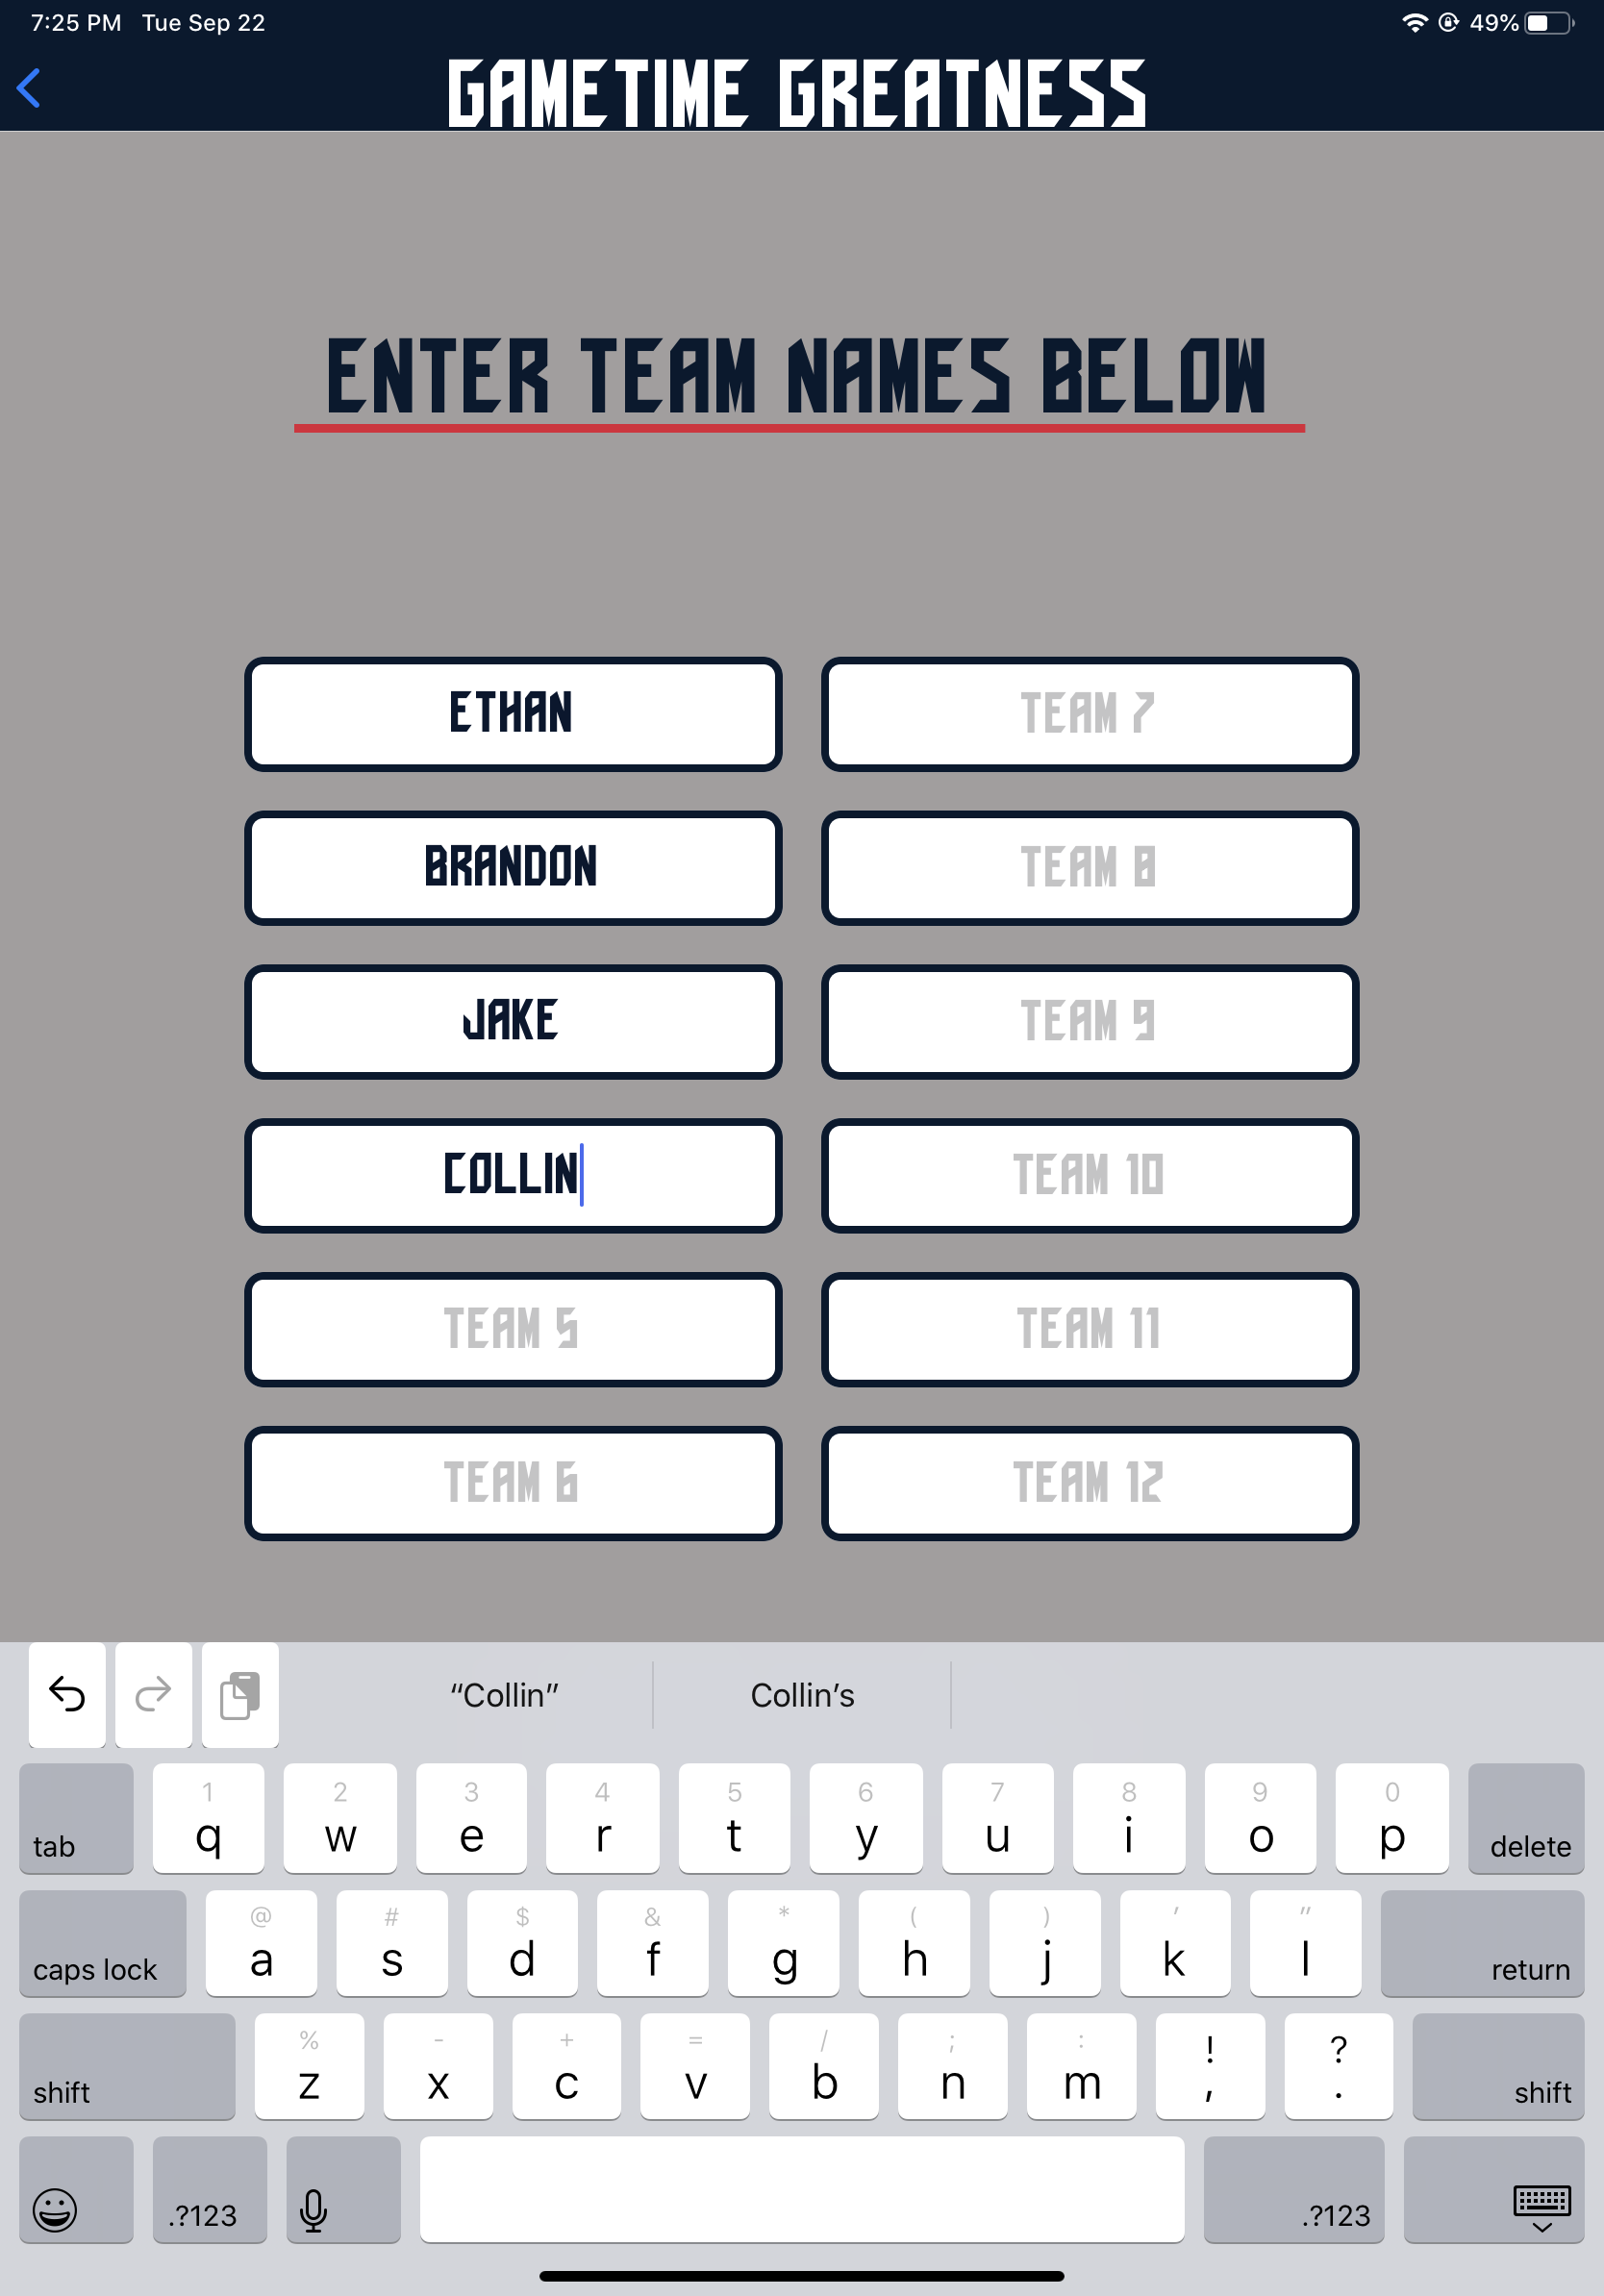 7:25 PM Tue Sep 22 49%
GAMETIME GREATNESS
ENTER TEAM NAMES BELOW
ETHAN TEAM 7
BRANDON TEAM 8
JAKE TEAM 9
COLLIN TEAM 10
TEAM 5 TEAM 11
TEAM 6 TEAM 12
“Collin” Collin’s
1 2 3 4 5 6 7 8 9 0
tab q w e r t y u i o p delete
@ # $ & * ( ) ' "
caps lock a s d f g h j k l return
% - + = / ; : ! ?
shift z x c v b n m , . shift
.?123 .?123